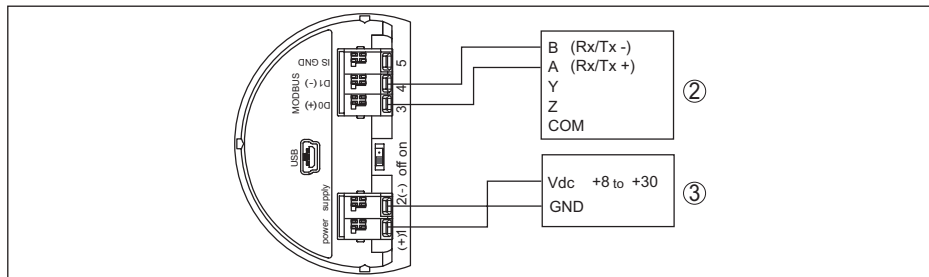 IS GND
MODBUS
D1(-)
D0(+)
5
4
3
USB
off on
power supply
2(-)
(+)1
B (Rx/Tx -)
A (Rx/Tx +)
Y
Z
COM
②
Vdc +8 to +30
GND
③